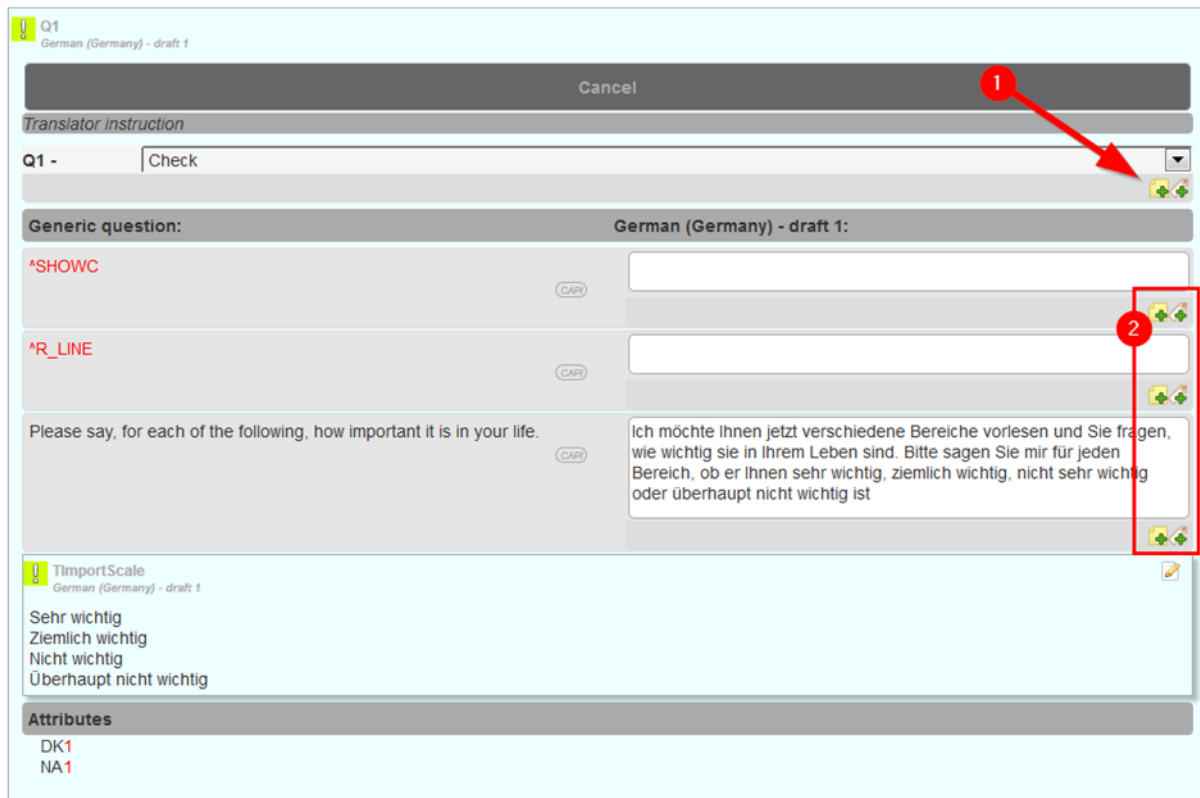 Q1
German (Germany) - draft 1
Cancel
1
Translator instruction
Q1 - Check
Generic question: German (Germany) - draft 1:
^SHOWC
CAPI
2
^R_LINE
CAPI
Please say, for each of the following, how important it is in your life.
CAPI
Ich möchte Ihnen jetzt verschiedene Bereiche vorlesen und Sie fragen,
wie wichtig sie in Ihrem Leben sind. Bitte sagen Sie mir für jeden
Bereich, ob er Ihnen sehr wichtig, ziemlich wichtig, nicht sehr wichtig
oder überhaupt nicht wichtig ist
TImportScale
German (Germany) - draft 1
Sehr wichtig
Ziemlich wichtig
Nicht wichtig
Überhaupt nicht wichtig
Attributes
DK1
NA1